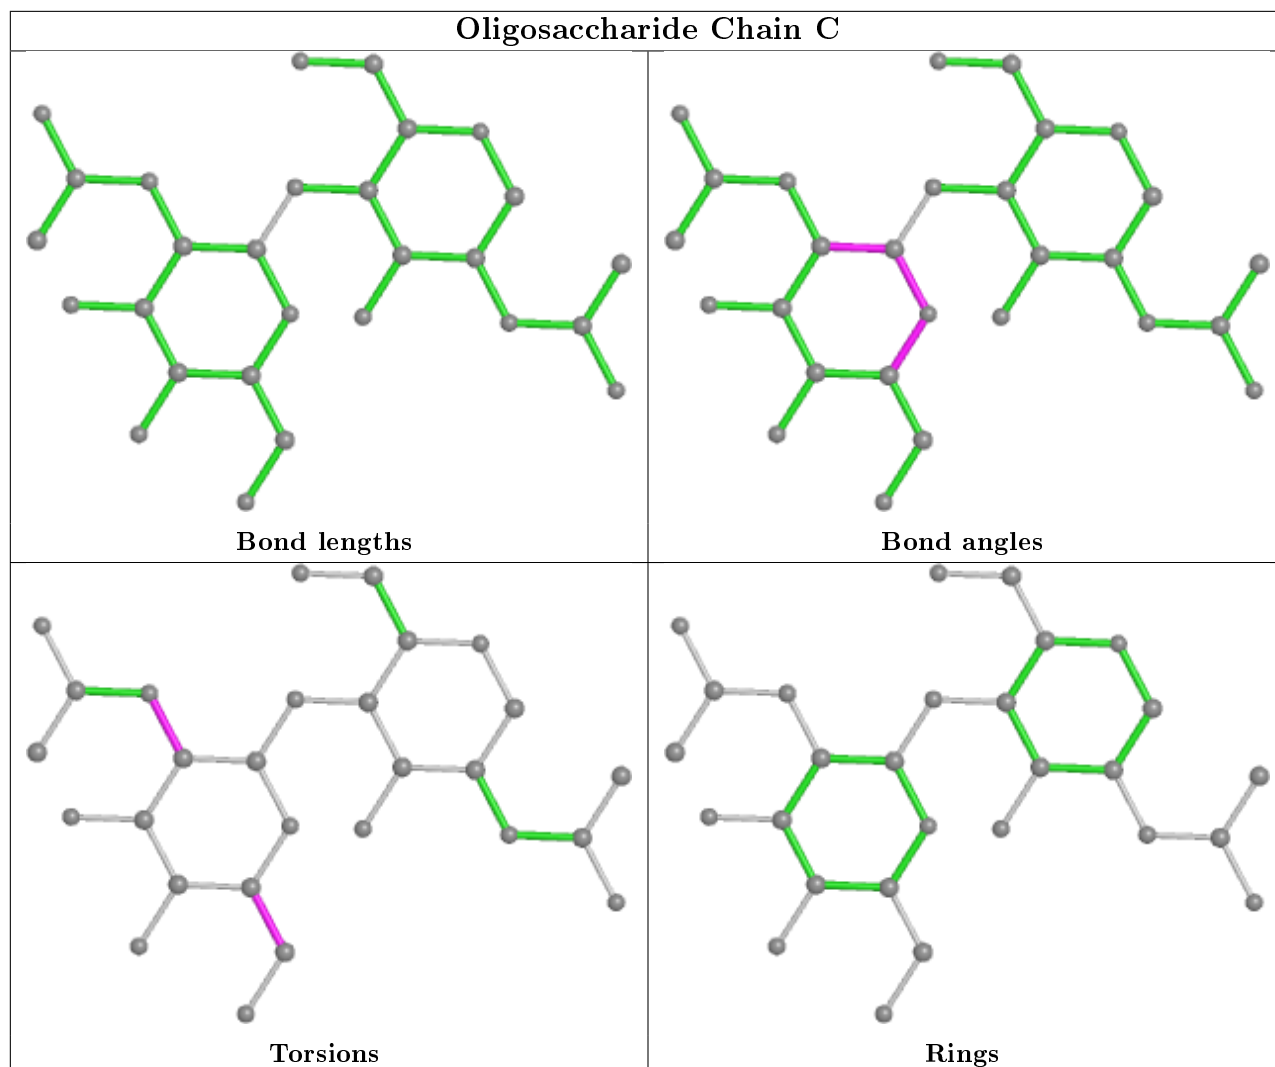 Oligosaccharide Chain C
Bond lengths
Bond angles
Torsions
Rings